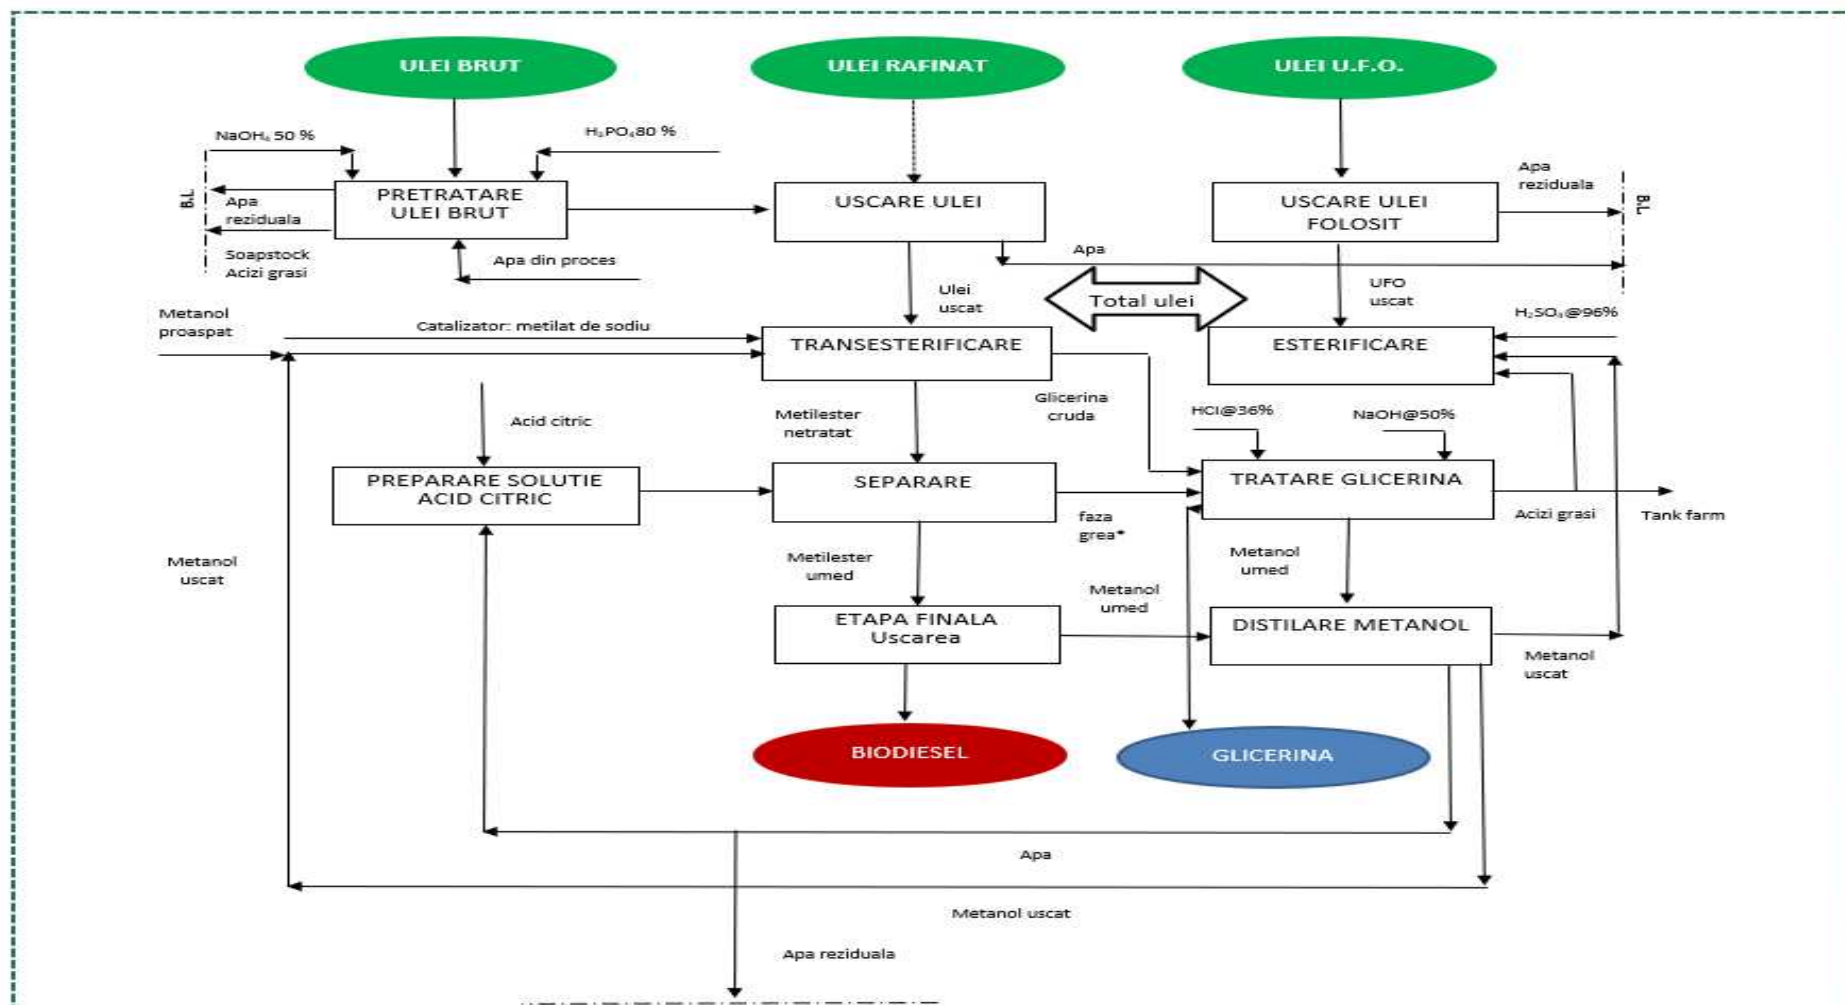 ULEI BRUT
ULEI RAFINAT
ULEI U.F.O.
NaOH, 50 %
H₃PO₄80 %
B.L.
Apa
reziduala
Soapstock
Acizi grasi
PRETRATARE
ULEI BRUT
Apa din proces
USCARE ULEI
USCARE ULEI
FOLOSIT
Apa
reziduala
B.L.
Apa
Ulei
uscat
Total ulei
UFO
uscat
Metanol
proaspat
Catalizator: metilat de sodiu
H₂SO₄@96%
TRANSESTERIFICARE
ESTERIFICARE
Acid citric
Metilester
netratat
Glicerina
cruda
HCl@36%
NaOH@50%
PREPARARE SOLUTIE
ACID CITRIC
SEPARARE
TRATARE GLICERINA
faza
grea*
Acizi grasi
Tank farm
Metanol
uscat
Metilester
umed
Metanol
umed
Metanol
umed
ETAPA FINALA
Uscarea
DISTILARE METANOL
Metanol
uscat
BIODIESEL
GLICERINA
Apa
Metanol uscat
Apa reziduala